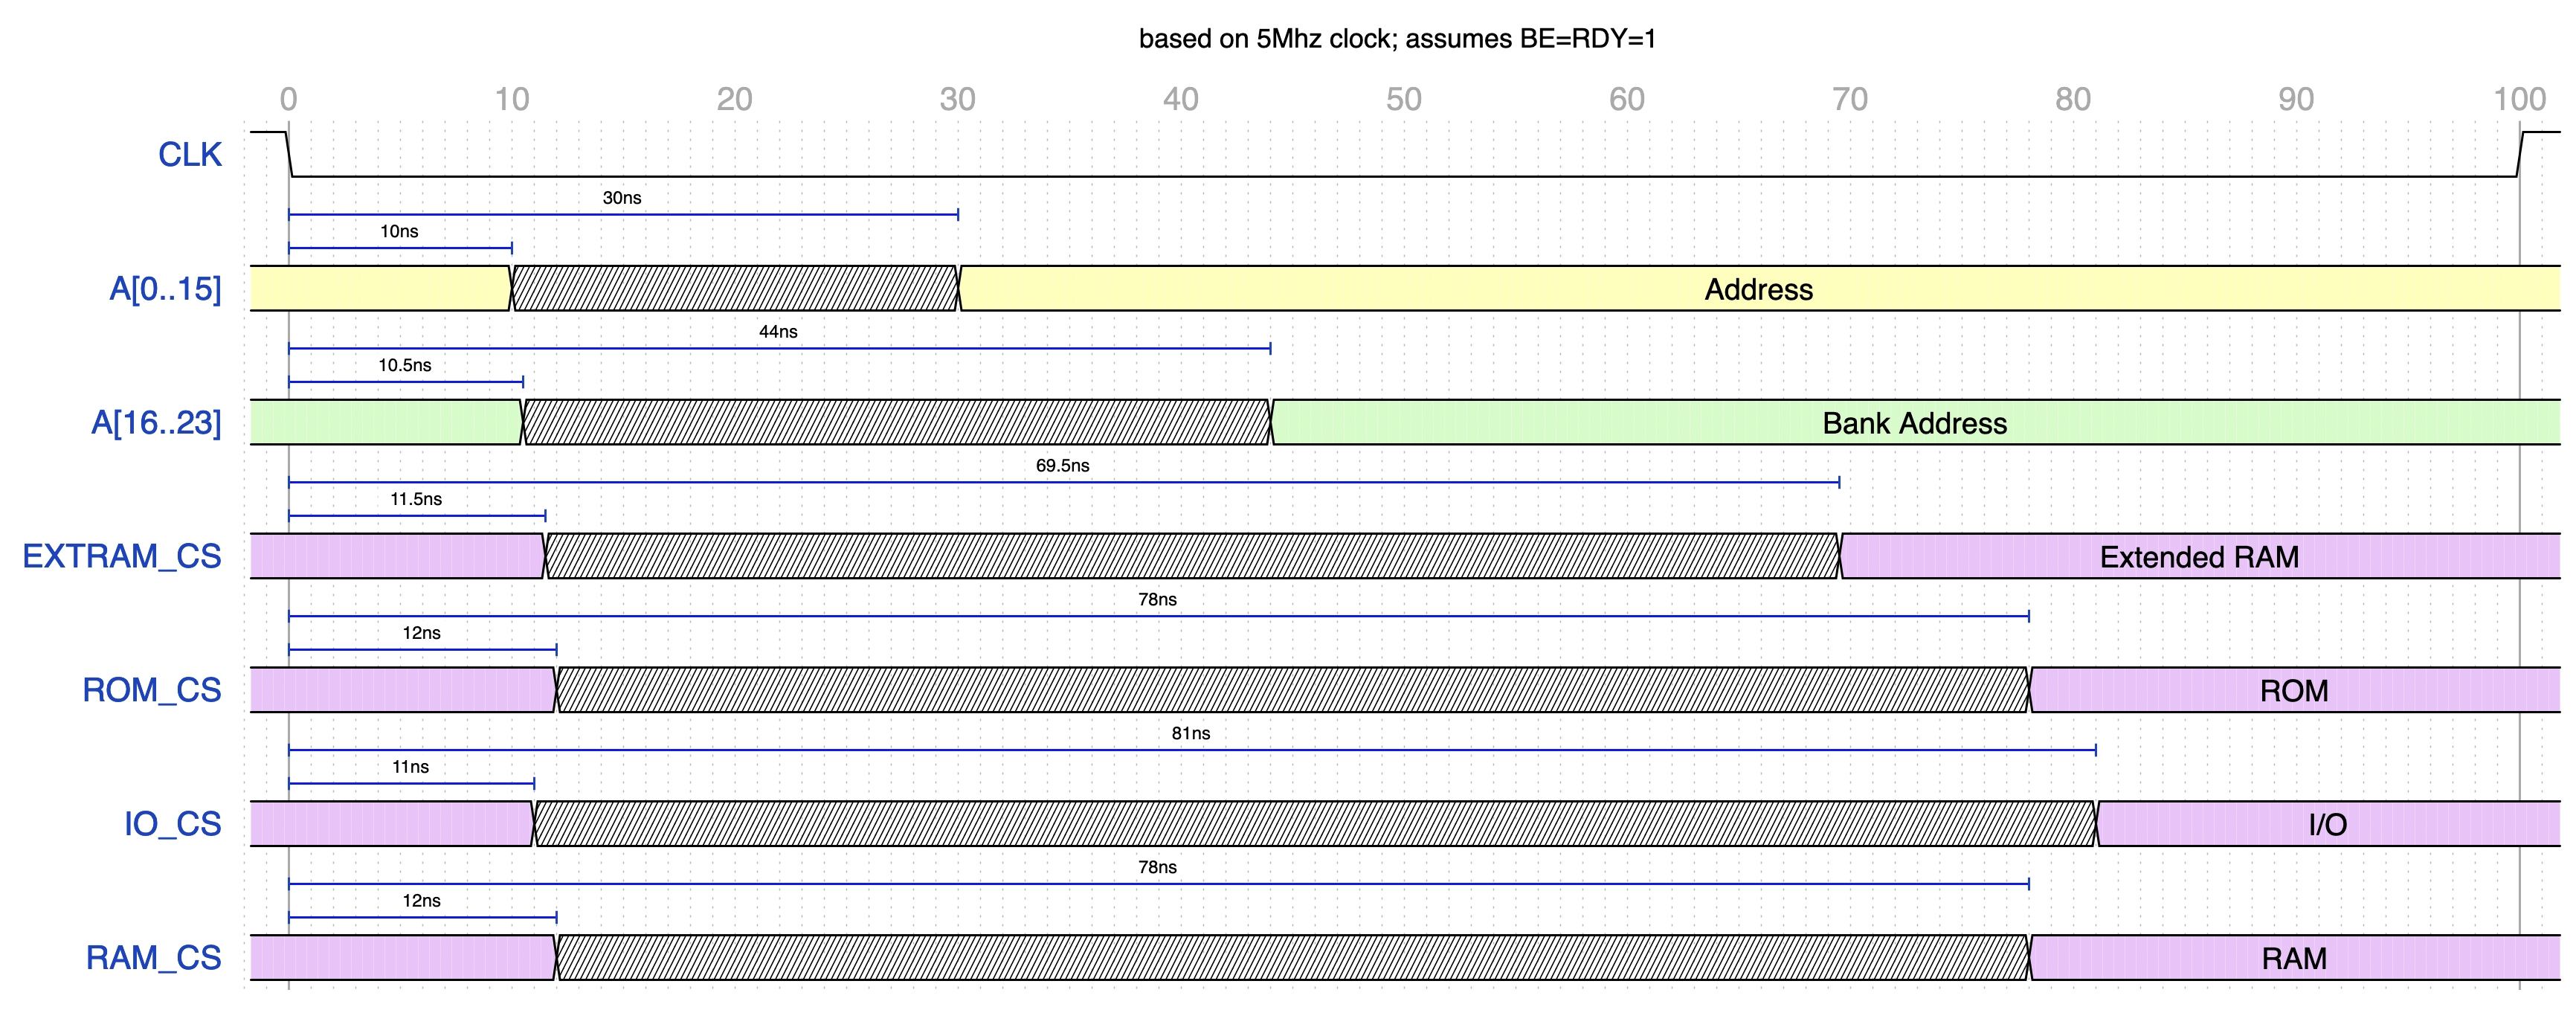 based on 5Mhz clock; assumes BE=RDY=1
0 10 20 30 40 50 60 70 80 90 100
CLK
30ns
10ns
A[0..15] Address
44ns
10.5ns
A[16..23] Bank Address
69.5ns
11.5ns
EXTRAM_CS Extended RAM
78ns
12ns
ROM_CS ROM
81ns
11ns
IO_CS I/O
78ns
12ns
RAM_CS RAM